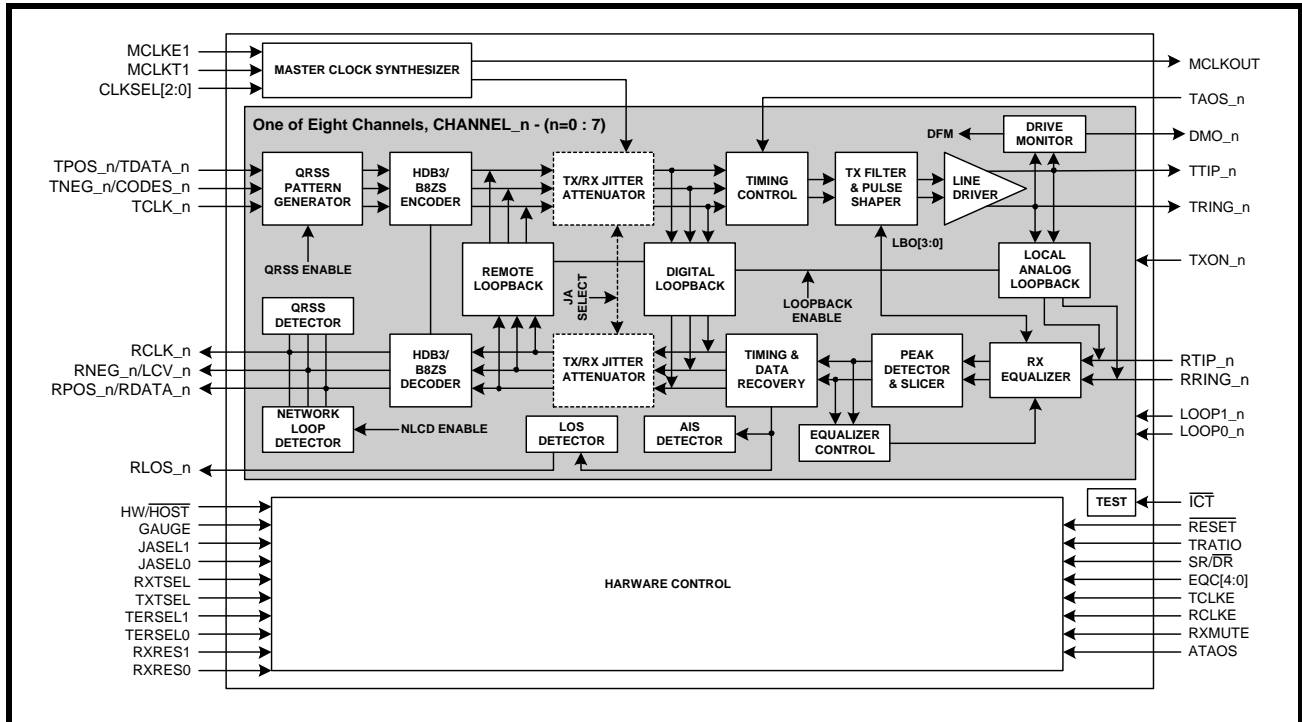 MCLKE1
MCLKT1
CLKSEL[2:0]
MASTER CLOCK SYNTHESIZER
MCLKOUT
TAOS_n
One of Eight Channels, CHANNEL_n - (n=0 : 7)
DFM
DRIVE
MONITOR
DMO_n
TPOS_n/TDATA_n
TNEG_n/CODES_n
TCLK_n
QRSS
PATTERN
GENERATOR
HDB3/
B8ZS
ENCODER
TX/RX JITTER
ATTENUATOR
TIMING
CONTROL
TX FILTER
& PULSE
SHAPER
LINE
DRIVER
TTIP_n
TRING_n
QRSS ENABLE
REMOTE
LOOPBACK
JA
SELECT
DIGITAL
LOOPBACK
LOOPBACK
ENABLE
LBO[3:0]
LOCAL
ANALOG
LOOPBACK
TXON_n
QRSS
DETECTOR
RCLK_n
RNEG_n/LCV_n
RPOS_n/RDATA_n
HDB3/
B8ZS
DECODER
TX/RX JITTER
ATTENUATOR
TIMING &
DATA
RECOVERY
PEAK
DETECTOR
& SLICER
RX
EQUALIZER
RTIP_n
RRING_n
NETWORK
LOOP
DETECTOR
NLCD ENABLE
LOS
DETECTOR
AIS
DETECTOR
EQUALIZER
CONTROL
LOOP1_n
LOOP0_n
RLOS_n
TEST
ICT
HW/HOST
GAUGE
JASEL1
JASEL0
RXTSEL
TXTSEL
TERSEL1
TERSEL0
RXRES1
RXRES0
HARWARE CONTROL
RESET
TRATIO
SR/DR
EQC[4:0]
TCLKE
RCLKE
RXMUTE
ATAOS